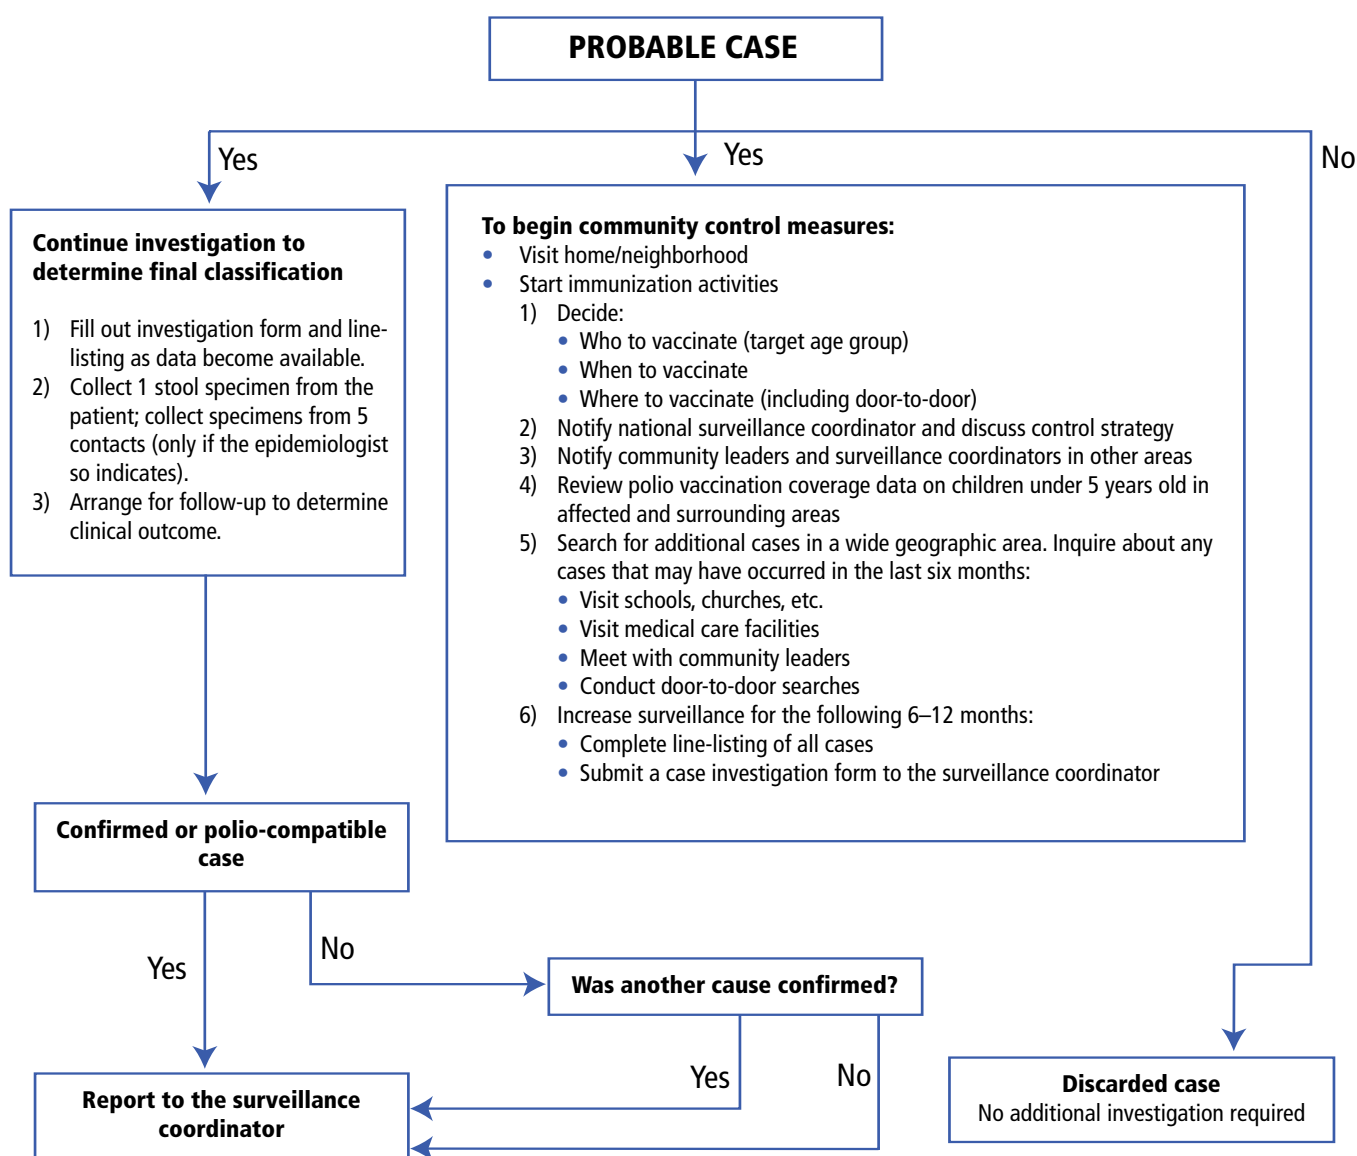 PROBABLE CASE
Yes
Yes
No
Continue investigation to
determine final classification
1) Fill out investigation form and line-
listing as data become available.
2) Collect 1 stool specimen from the
patient; collect specimens from 5
contacts (only if the epidemiologist
so indicates).
3) Arrange for follow-up to determine
clinical outcome.
To begin community control measures:
• Visit home/neighborhood
• Start immunization activities
1) Decide:
• Who to vaccinate (target age group)
• When to vaccinate
• Where to vaccinate (including door-to-door)
2) Notify national surveillance coordinator and discuss control strategy
3) Notify community leaders and surveillance coordinators in other areas
4) Review polio vaccination coverage data on children under 5 years old in
affected and surrounding areas
5) Search for additional cases in a wide geographic area. Inquire about any
cases that may have occurred in the last six months:
• Visit schools, churches, etc.
• Visit medical care facilities
• Meet with community leaders
• Conduct door-to-door searches
6) Increase surveillance for the following 6–12 months:
• Complete line-listing of all cases
• Submit a case investigation form to the surveillance coordinator
Confirmed or polio-compatible
case
Yes
No
Was another cause confirmed?
Yes
No
Report to the surveillance
coordinator
Discarded case
No additional investigation required